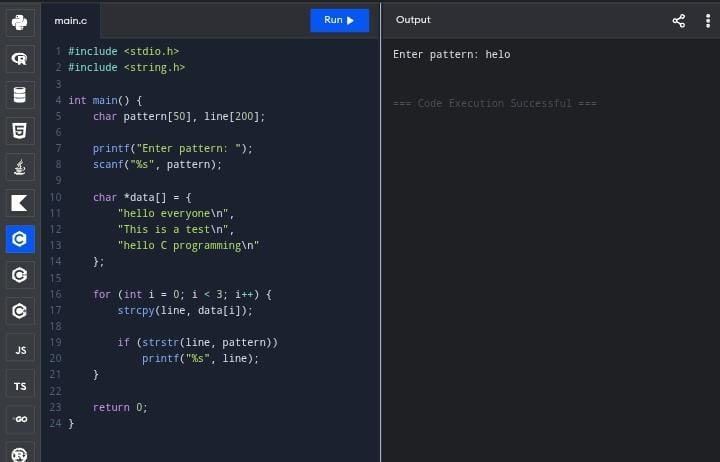 main.c
Run
Output
1 #include <stdio.h>
2 #include <string.h>
3
4 int main() {
5     char pattern[50], line[200];
6
7     printf("Enter pattern: ");
8     scanf("%s", pattern);
9
10     char *data[] = {
11         "hello everyone\n",
12         "This is a test\n",
13         "hello C programming\n"
14     };
15
16     for (int i = 0; i < 3; i++) {
17         strcpy(line, data[i]);
18
19         if (strstr(line, pattern))
20             printf("%s", line);
21     }
22
23     return 0;
24 }
Enter pattern: helo
=== Code Execution Successful ===
JS
TS
GO